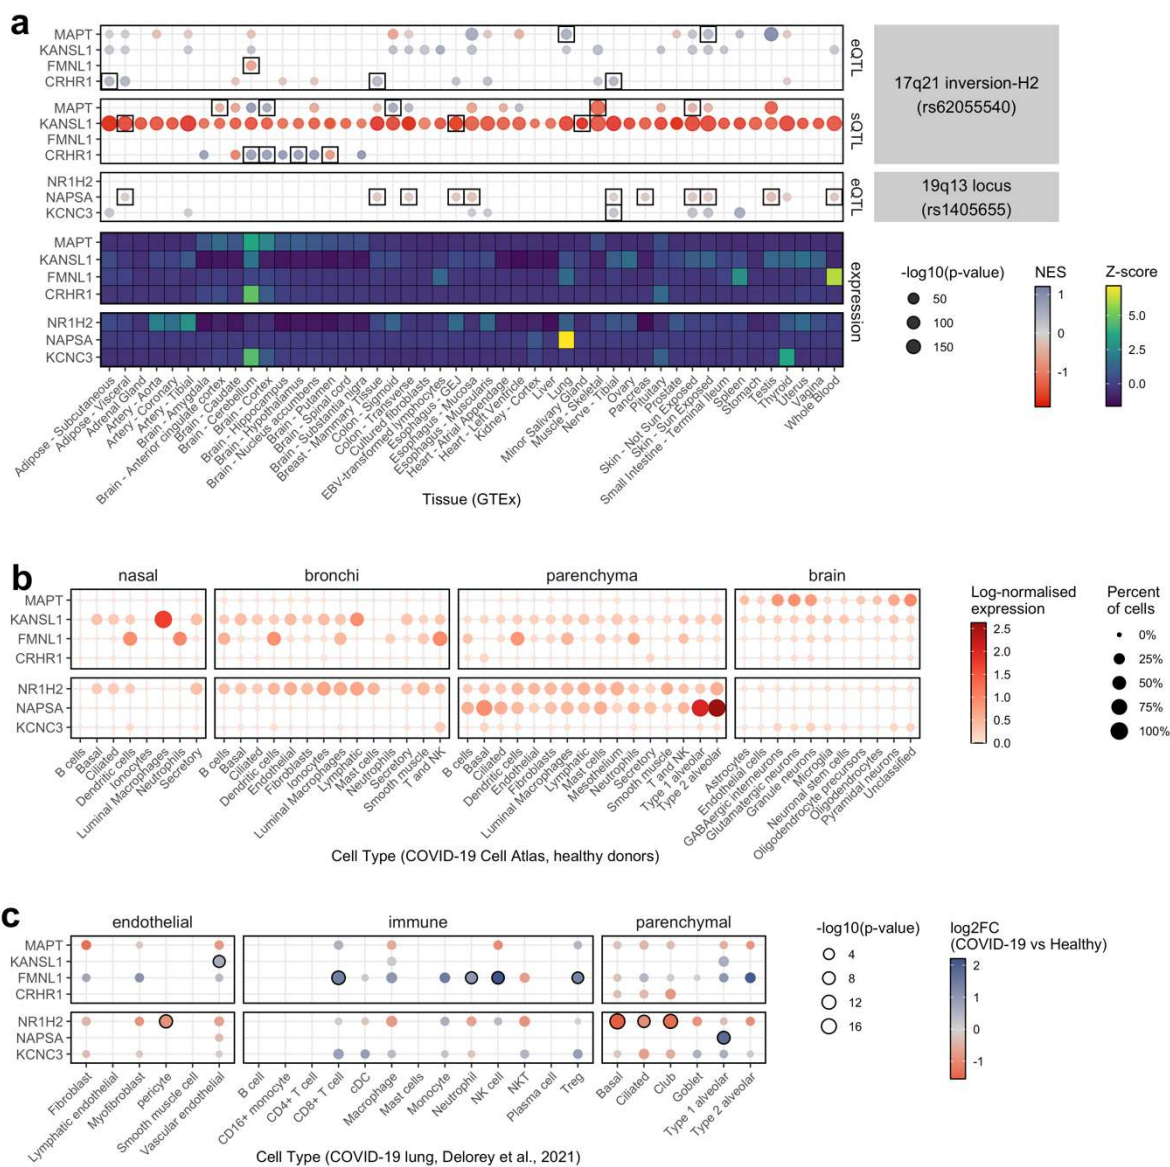 a
MAPT
KANSL1
FMNL1
CRHR1
eQTL
MAPT
KANSL1
FMNL1
CRHR1
sQTL
17q21 inversion-H2
(rs62055540)
NR1H2
NAPSA
KCNC3
eQTL
19q13 locus
(rs1405655)
MAPT
KANSL1
FMNL1
CRHR1
NR1H2
NAPSA
KCNC3
expression
-log10(p-value)
50
100
150
NES
1
0
-1
Z-score
5.0
2.5
0.0
Adipose - Subcutaneous
Adipose - Visceral
Adrenal Gland
Artery - Aorta
Artery - Coronary
Artery - Tibial
Brain - Amygdala
Brain - Anterior cingulate cortex
Brain - Caudate
Brain - Cerebellum
Brain - Cortex
Brain - Hippocampus
Brain - Hypothalamus
Brain - Nucleus accumbens
Brain - Putamen
Brain - Spinal cord
Brain - Substantia nigra
Breast - Mammary Tissue
Colon - Sigmoid
Colon - Transverse
Cultured fibroblasts
EBV-transformed lymphocytes
Esophagus - GEJ
Esophagus - Mucosa
Esophagus - Muscularis
Heart - Atrial Appendage
Heart - Left Ventricle
Kidney - Cortex
Liver
Lung
Minor Salivary Gland
Muscle - Skeletal
Nerve - Tibial
Ovary
Pancreas
Pituitary
Prostate
Skin - Not Sun Exposed
Skin - Sun Exposed
Small Intestine - Terminal Ileum
Spleen
Stomach
Testis
Thyroid
Uterus
Vagina
Whole Blood
Tissue (GTEx)
b
nasal
bronchi
parenchyma
brain
MAPT
KANSL1
FMNL1
CRHR1
NR1H2
NAPSA
KCNC3
Log-normalised
expression
2.5
2.0
1.5
1.0
0.5
0.0
Percent
of cells
0%
25%
50%
75%
100%
B cells
Basal
Ciliated
Dendritic cells
Ionocytes
Luminal Macrophages
Neutrophils
Secretory
B cells
Basal
Ciliated
Dendritic cells
Endothelial
Fibroblasts
Ionocytes
Luminal Macrophages
Lymphatic
Mast cells
Neutrophils
Secretory
Smooth muscle
T and NK
B cells
Basal
Ciliated
Dendritic cells
Endothelial
Fibroblasts
Luminal Macrophages
Lymphatic
Mast cells
Mesothelium
Neutrophils
Secretory
Smooth muscle
T and NK
Type 1 alveolar
Type 2 alveolar
Astrocytes
Endothelial cells
GABAergic interneurons
Glutamatergic neurons
Granule neurons
Microglia
Neuronal stem cells
Oligodendrocyte precursors
Oligodendrocytes
Pyramidal neurons
Unclassified
Cell Type (COVID-19 Cell Atlas, healthy donors)
c
endothelial
immune
parenchymal
MAPT
KANSL1
FMNL1
CRHR1
NR1H2
NAPSA
KCNC3
-log10(p-value)
4
8
12
16
log2FC
(COVID-19 vs Healthy)
2
1
0
-1
Fibroblast
Lymphatic endothelial
Myofibroblast
pericyte
Smooth muscle cell
Vascular endothelial
B cell
CD16+ monocyte
CD4+ T cell
CD8+ T cell
cDC
Macrophage
Mast cells
Monocyte
Neutrophil
NK cell
NKT
Plasma cell
Treg
Basal
Ciliated
Club
Goblet
Type 1 alveolar
Type 2 alveolar
Cell Type (COVID-19 lung, Delorey et al., 2021)